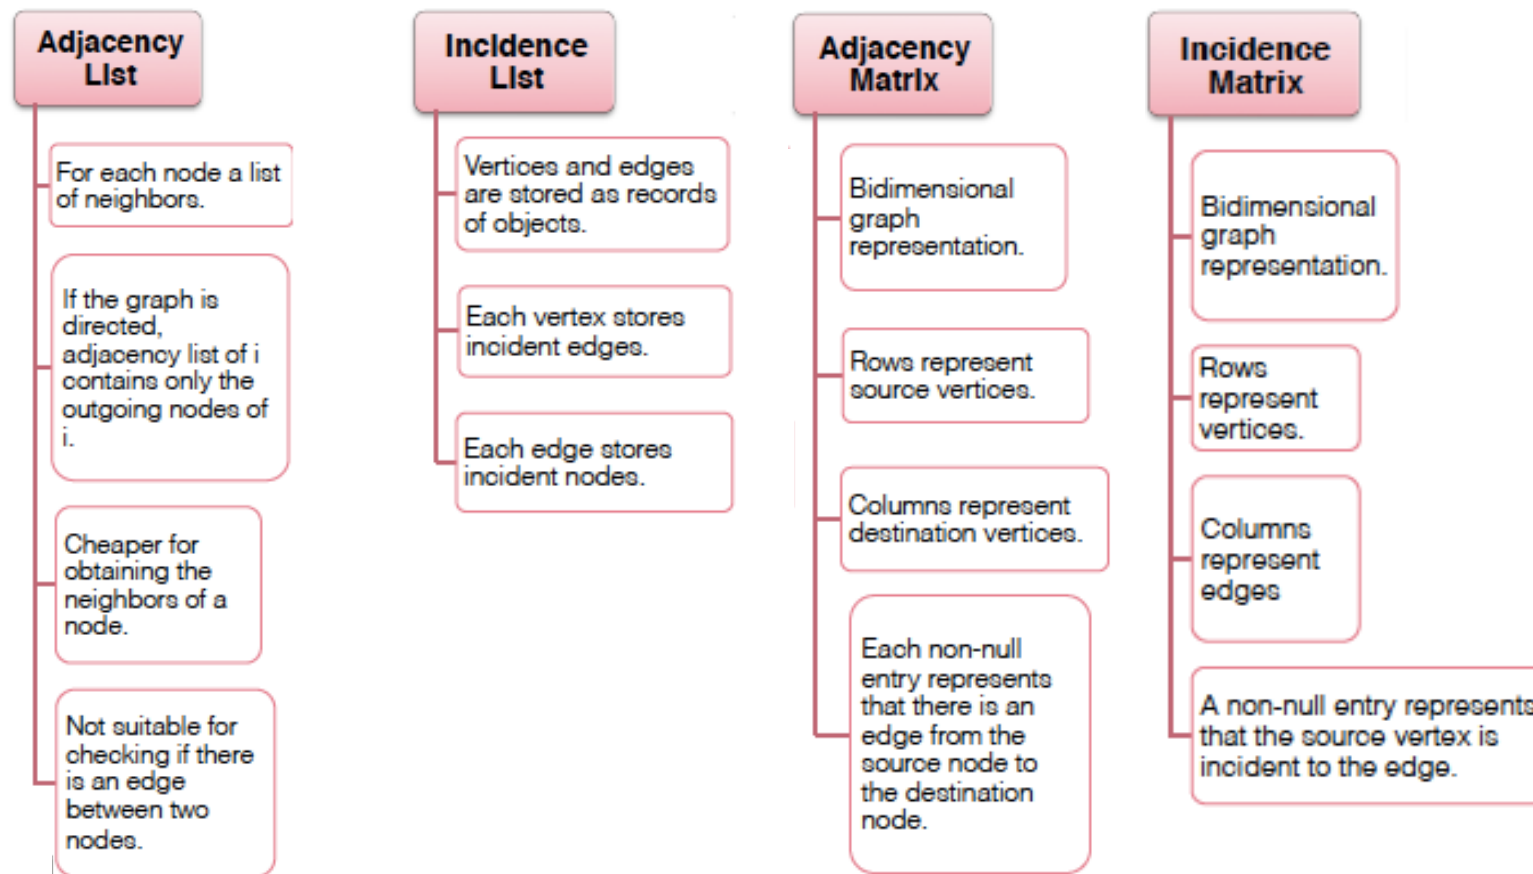 Adjacency
List
For each node a list
of neighbors.
If the graph is
directed,
adjacency list of i
contains only the
outgoing nodes of
i.
Cheaper for
obtaining the
neighbors of a
node.
Not suitable for
checking if there
is an edge
between two
nodes.
Incidence
List
Vertices and edges
are stored as records
of objects.
Each vertex stores
incident edges.
Each edge stores
incident nodes.
Adjacency
Matrix
Bidimensional
graph
representation.
Rows represent
source vertices.
Columns represent
destination vertices.
Each non-null
entry represents
that there is an
edge from the
source node to
the destination
node.
Incidence
Matrix
Bidimensional
graph
representation.
Rows
represent
vertices.
Columns
represent
edges
A non-null entry represents
that the source vertex is
incident to the edge.